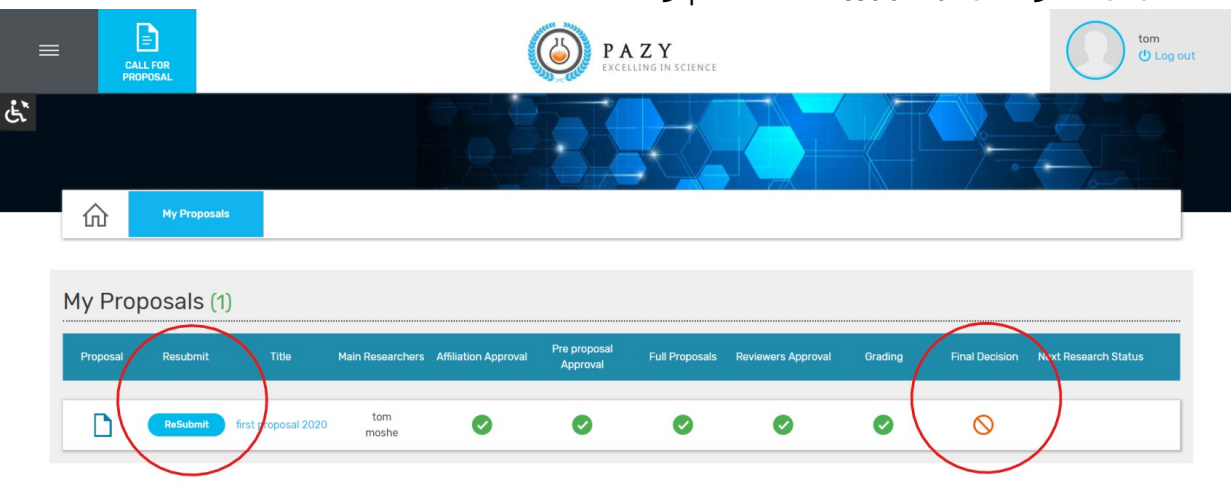 CALL FOR
PROPOSAL
PAZY
EXCELLING IN SCIENCE
tom
Log out
My Proposals
My Proposals (1)
Proposal Resubmit Title Main Researchers Affiliation Approval Pre proposal Approval Full Proposals Reviewers Approval Grading Final Decision Next Research Status
ReSubmit first proposal 2020 tom moshe